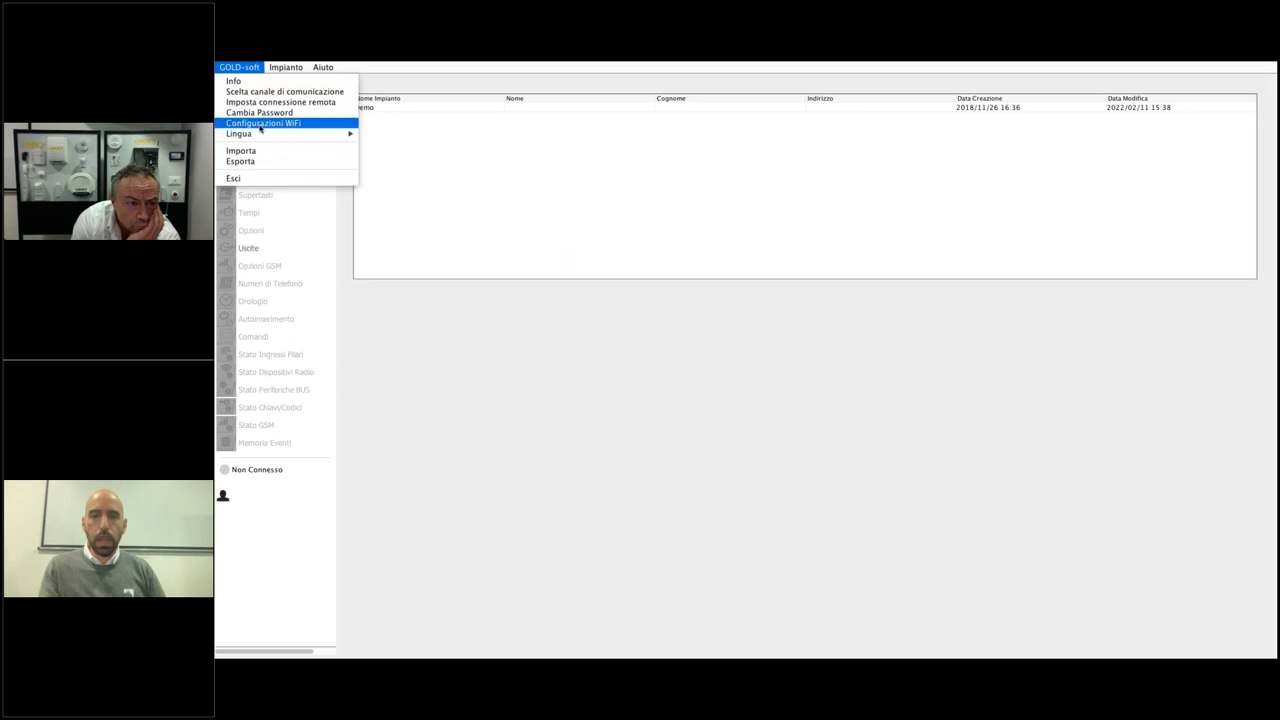 GOLD-soft Impianto Aiuto
Info
Scelta canale di comunicazione
Imposta connessione remota
Cambia Password
Configurazioni WiFi
Lingua
Importa
Esporta
Esci
ome Impianto Nome Cognome Indirizzo Data Creazione Data Modifica
emo 2018/11/26 16:36 2022/02/11 15:38
Supertasti
Tempi
Opzioni
Uscite
Opzioni GSM
Numeri di Telefono
Orologio
Autoinserimento
Comandi
Stato Ingressi Filari
Stato Dispositivi Radio
Stato Periferiche BUS
Stato Chiavi/Codici
Stato GSM
Memoria Eventi
Non Connesso